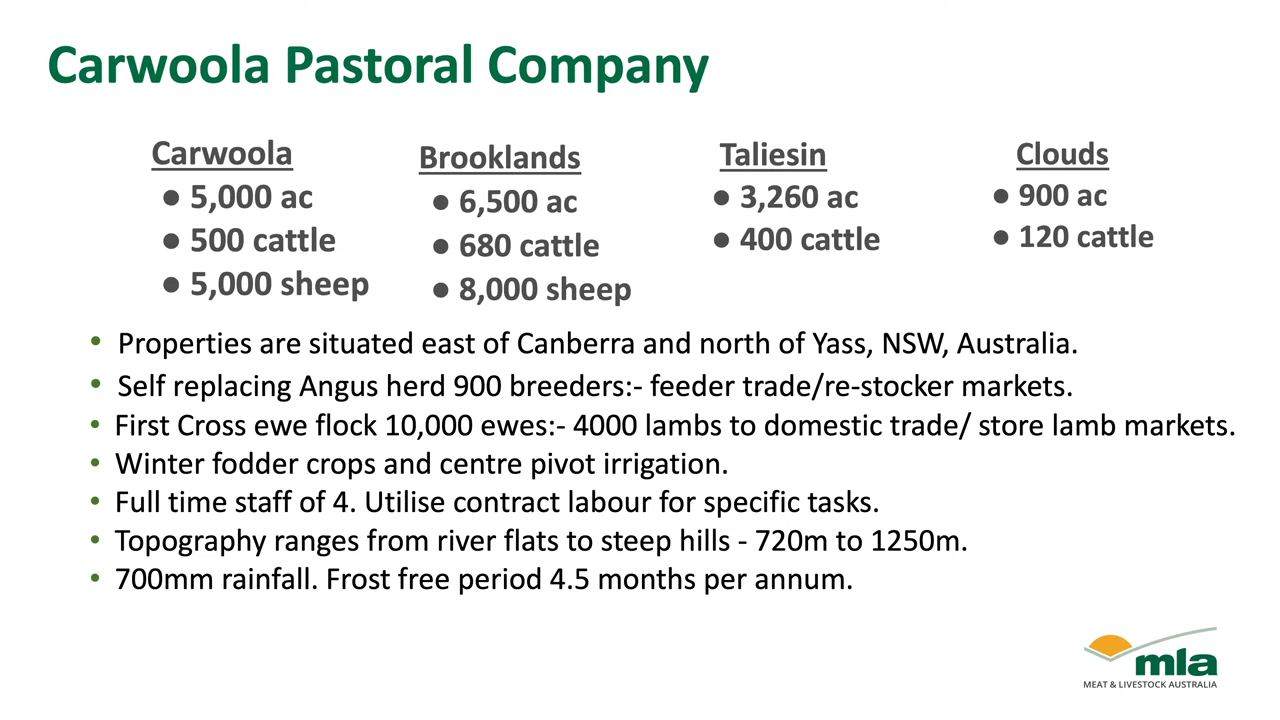 Carwoola Pastoral Company
Carwoola
● 5,000 ac
● 500 cattle
● 5,000 sheep
Brooklands
● 6,500 ac
● 680 cattle
● 8,000 sheep
Taliesin
● 3,260 ac
● 400 cattle
Clouds
● 900 ac
● 120 cattle
• Properties are situated east of Canberra and north of Yass, NSW, Australia.
• Self replacing Angus herd 900 breeders:- feeder trade/re-stocker markets.
• First Cross ewe flock 10,000 ewes:- 4000 lambs to domestic trade/ store lamb markets.
• Winter fodder crops and centre pivot irrigation.
• Full time staff of 4. Utilise contract labour for specific tasks.
• Topography ranges from river flats to steep hills - 720m to 1250m.
• 700mm rainfall. Frost free period 4.5 months per annum.
mla
MEAT & LIVESTOCK AUSTRALIA